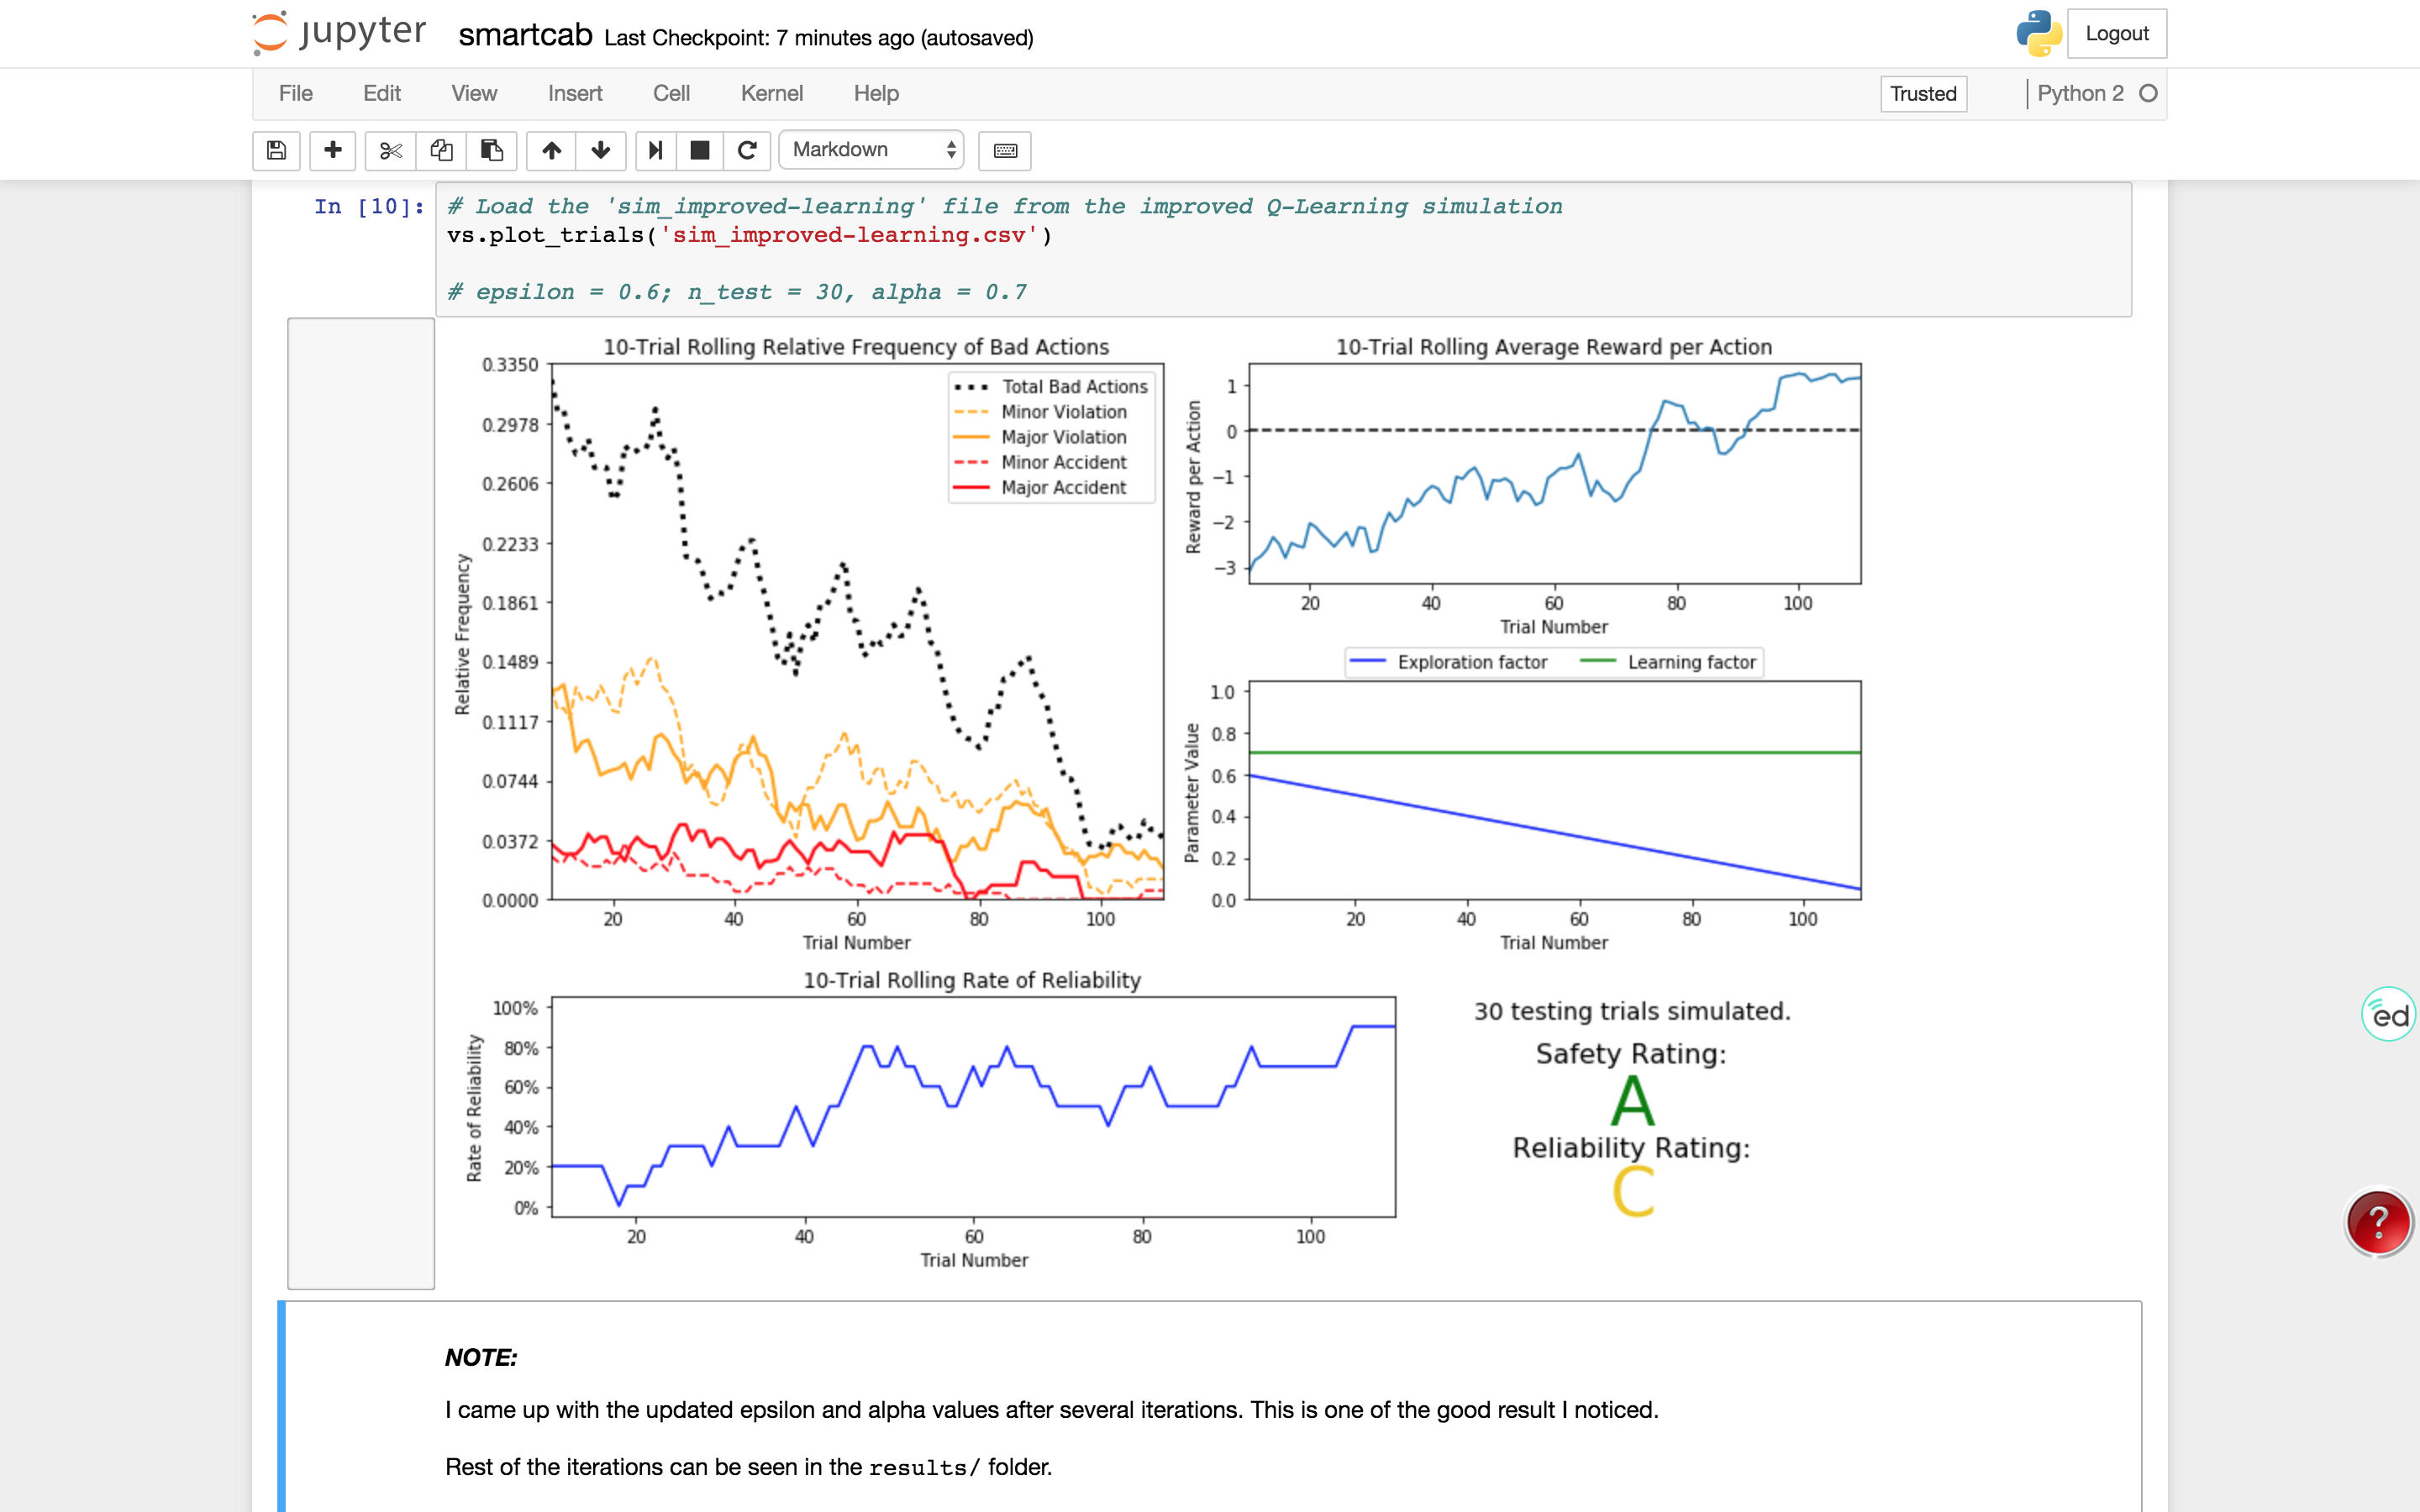 jupyter smartcab Last Checkpoint: 7 minutes ago (autosaved) Logout
File Edit View Insert Cell Kernel Help Trusted Python 2
Markdown
In [10]: # Load the 'sim_improved-learning' file from the improved Q-Learning simulation
vs.plot_trials('sim_improved-learning.csv')
# epsilon = 0.6; n_test = 30, alpha = 0.7
10-Trial Rolling Relative Frequency of Bad Actions
0.3350
0.2978
0.2606
0.2233
0.1861
0.1489
0.1117
0.0744
0.0372
0.0000
Relative Frequency
Total Bad Actions
Minor Violation
Major Violation
Minor Accident
Major Accident
20 40 60 80 100
Trial Number
10-Trial Rolling Average Reward per Action
1
0
−1
−2
−3
Reward per Action
20 40 60 80 100
Trial Number
Exploration factor Learning factor
1.0
0.8
0.6
0.4
0.2
0.0
Parameter Value
20 40 60 80 100
Trial Number
10-Trial Rolling Rate of Reliability
100%
80%
60%
40%
20%
0%
Rate of Reliability
20 40 60 80 100
Trial Number
30 testing trials simulated.
Safety Rating:
A
Reliability Rating:
C
ed
?
NOTE:
I came up with the updated epsilon and alpha values after several iterations. This is one of the good result I noticed.
Rest of the iterations can be seen in the results/ folder.